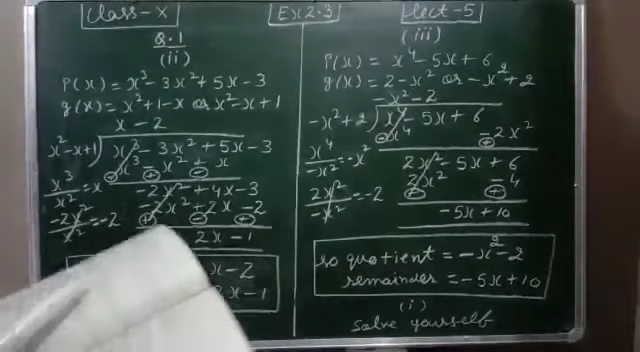 Class-X
Ex 2.3
Lect-5
Q.1
(ii)
P(x) = x³ - 3x² + 5x - 3
g(x) = x² + 1 - x or x² - x + 1
x - 2
x² - x + 1 ) x³ - 3x² + 5x - 3
x³ - x² + x
⊖ ⊕ ⊖
x³/x² = x
-2x² + 4x - 3
-2x² + 2x - 2
⊕ ⊖ ⊕
-2x²/x² = -2
2x - 1
x - 2
2x - 1
(iii)
P(x) = x⁴ - 5x + 6
g(x) = 2 - x² or -x² + 2
-x² - 2
-x² + 2 ) x⁴ - 5x + 6
x⁴ - 2x²
⊖ ⊕
x⁴/-x² = -x²
2x² - 5x + 6
2x² - 4
⊖ ⊕
2x²/-x² = -2
-5x + 10
so quotient = -x² - 2
remainder = -5x + 10
(i)
solve yourself